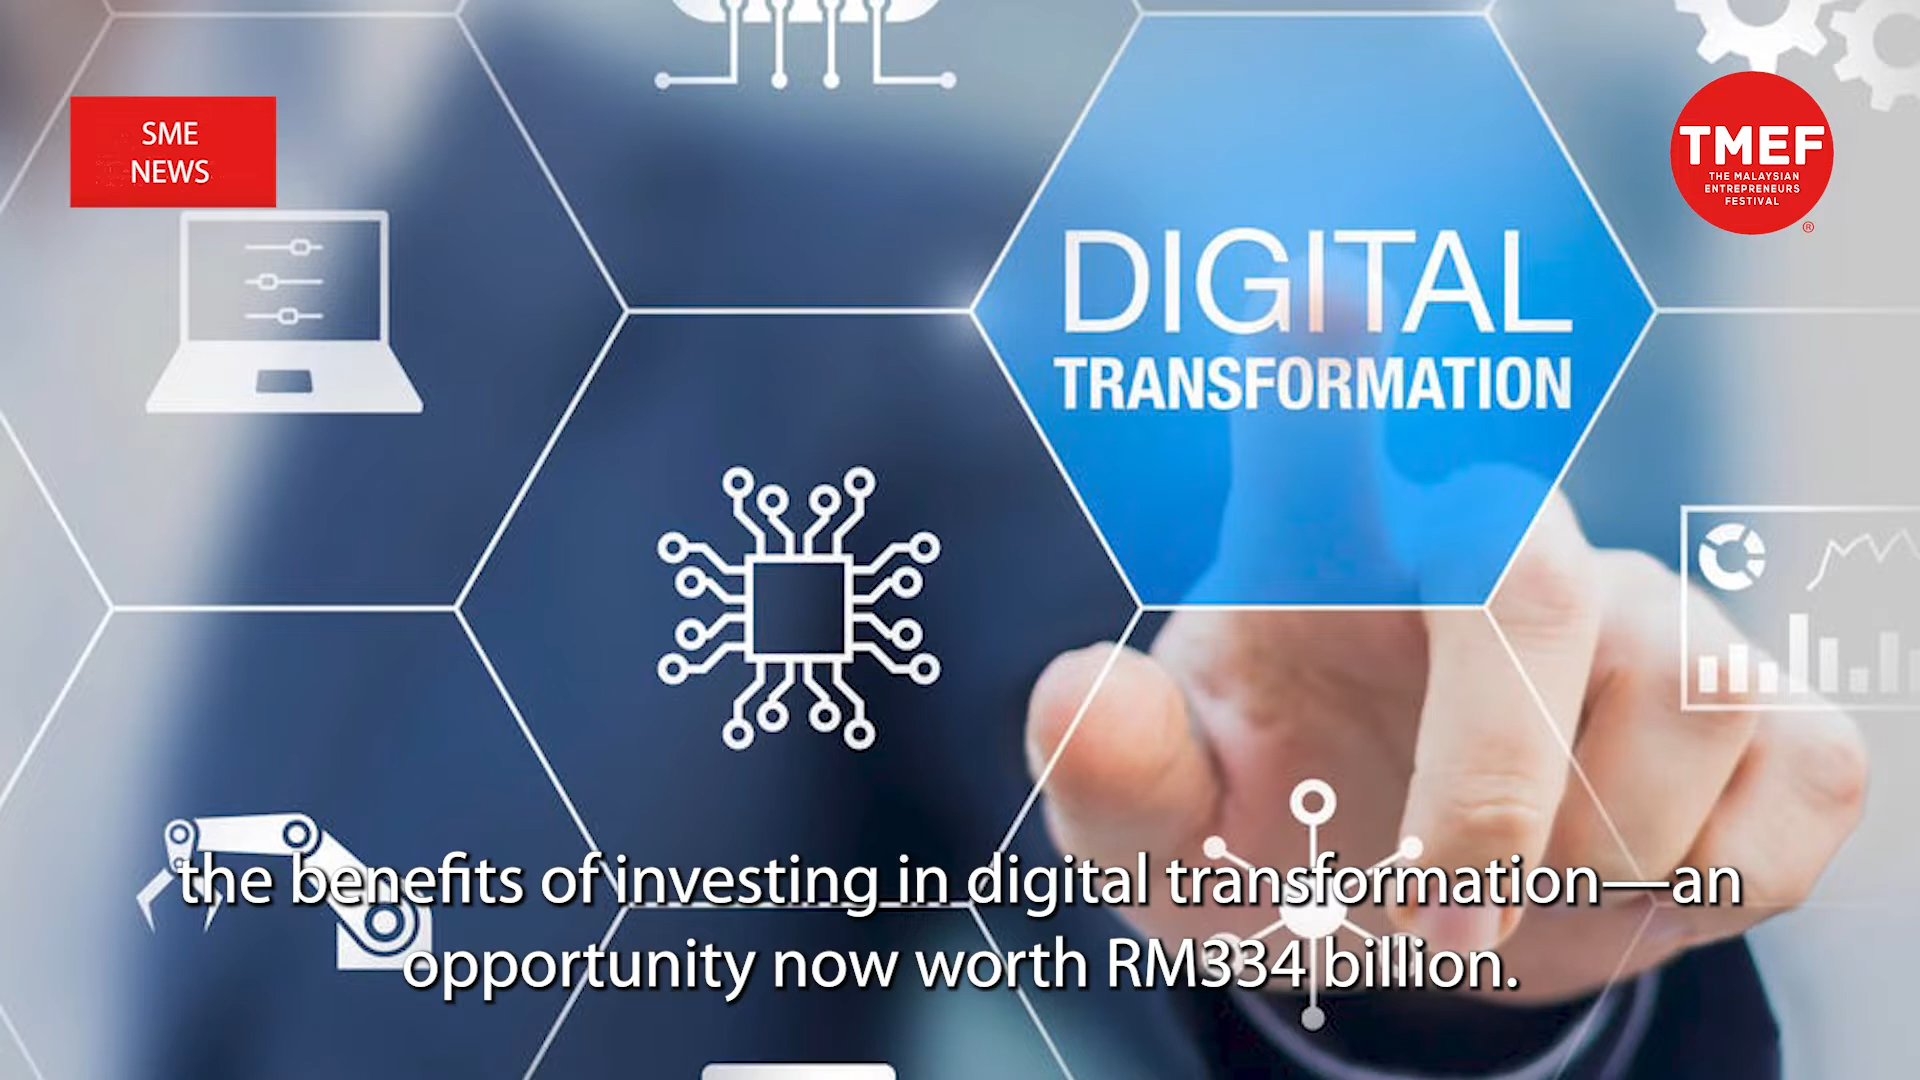 SME
NEWS
TMEF
THE MALAYSIAN
ENTREPRENEURS
FESTIVAL
®
DIGITAL
TRANSFORMATION
the benefits of investing in digital transformation—an
opportunity now worth RM334 billion.